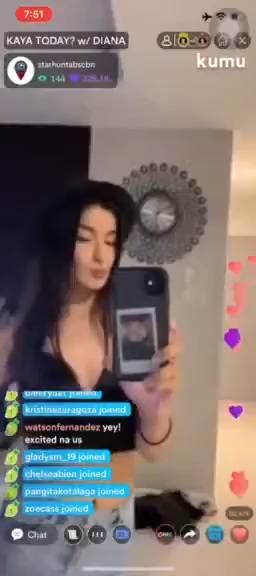 7:51
KAYA TODAY? w/ DIANA
kumu
starhuntabscbn
144
kristinezaragoza joined
watsonfernandez yey!
excited na us
gladysm_19 joined
chelseabien joined
pangitakotalaga joined
zoecass joined
Chat